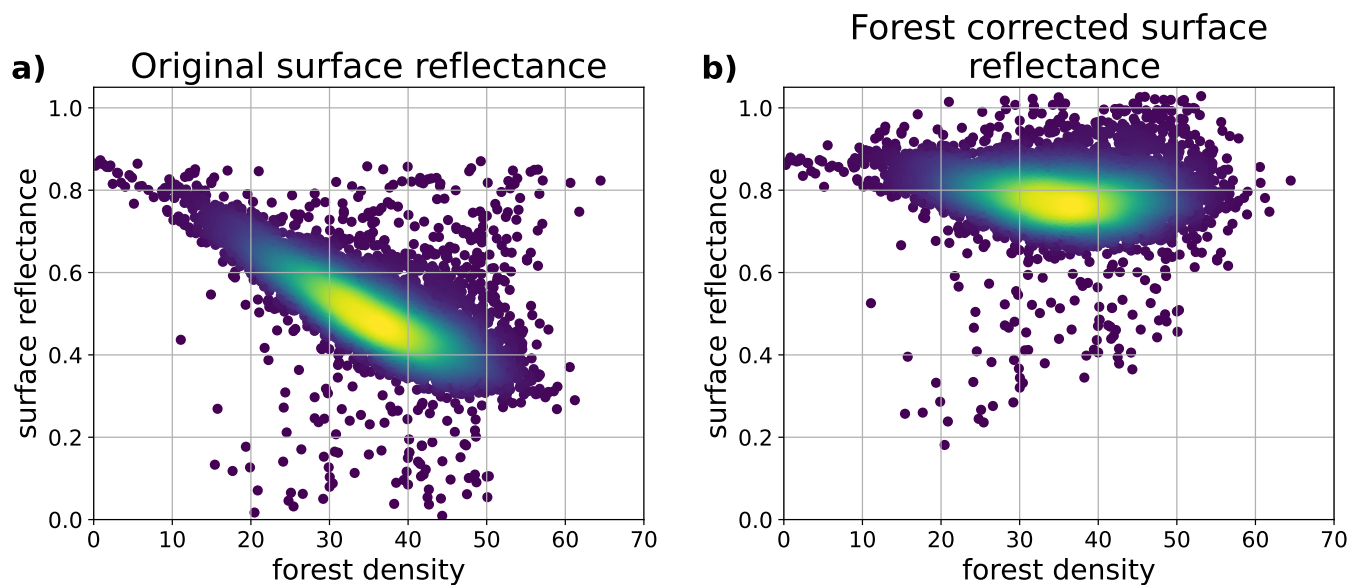 a)
Original surface reflectance
surface reflectance
1.0
0.8
0.6
0.4
0.2
0.0
0 10 20 30 40 50 60 70
forest density
b)
Forest corrected surface
reflectance
surface reflectance
1.0
0.8
0.6
0.4
0.2
0.0
0 10 20 30 40 50 60 70
forest density